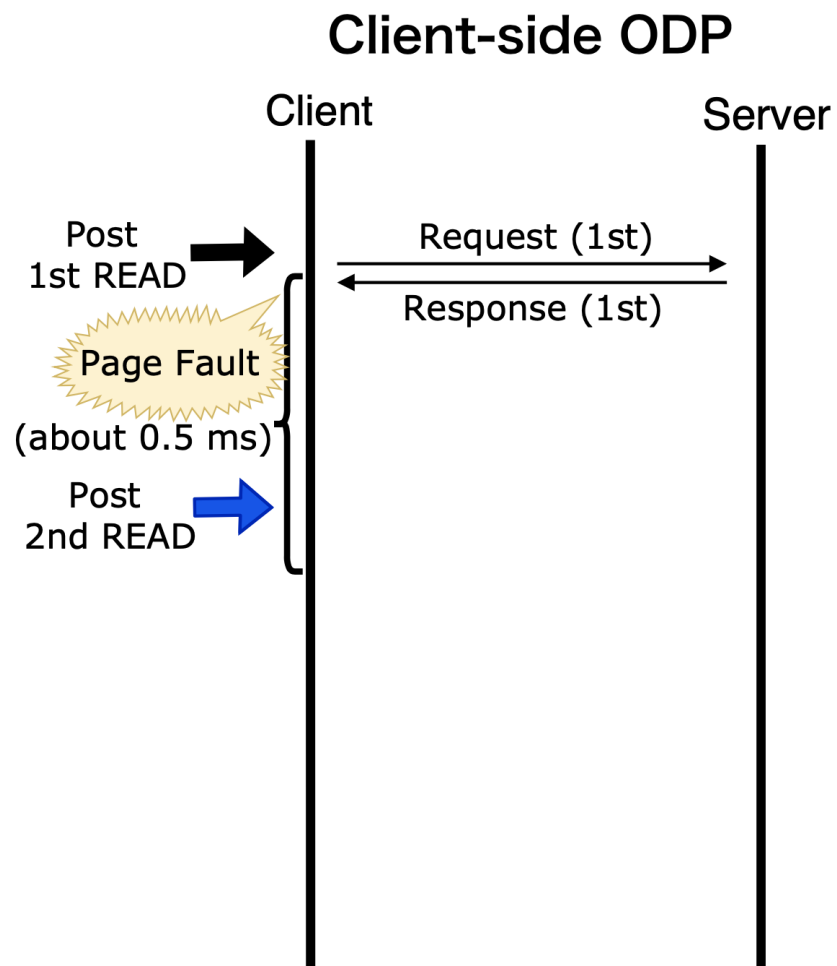 Client-side ODP
Client
Server
Post
1st READ
Request (1st)
Response (1st)
Page Fault
(about 0.5 ms)
Post
2nd READ